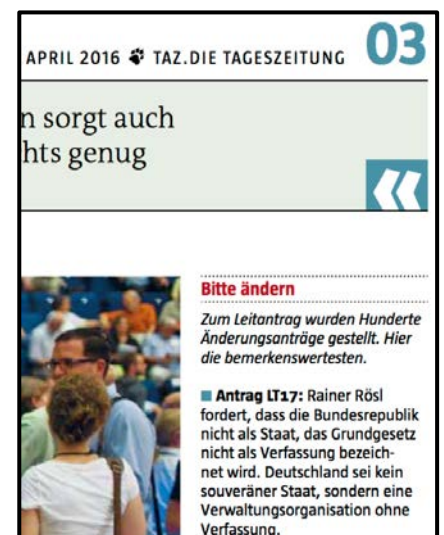 APRIL 2016 TAZ.DIE TAGESZEITUNG 03
n sorgt auch
hts genug
«
Bitte ändern
Zum Leitantrag wurden Hunderte
Änderungsanträge gestellt. Hier
die bemerkenswertesten.
■ Antrag LT17: Rainer Rösl
fordert, dass die Bundesrepublik
nicht als Staat, das Grundgesetz
nicht als Verfassung bezeich-
net wird. Deutschland sei kein
souveräner Staat, sondern eine
Verwaltungsorganisation ohne
Verfassung.